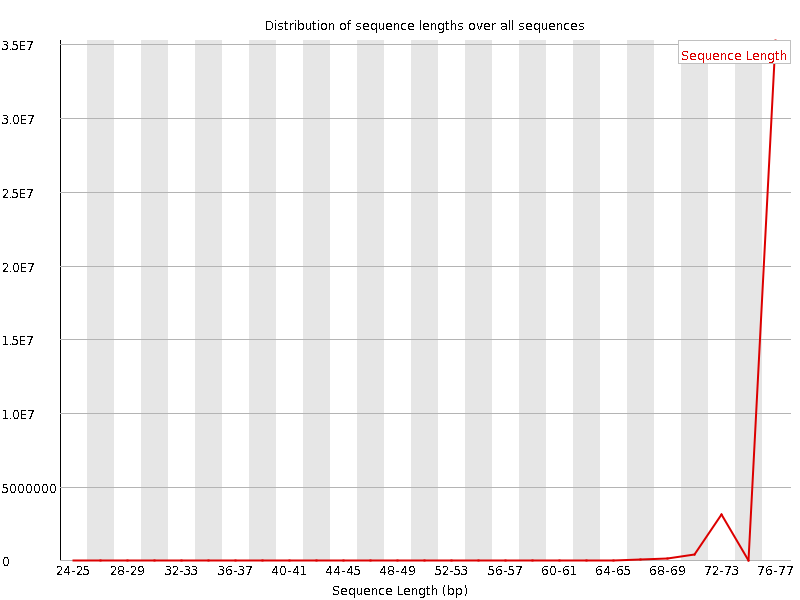 Distribution of sequence lengths over all sequences
Sequence Length
3.5E7
3.0E7
2.5E7
2.0E7
1.5E7
1.0E7
5000000
0
24-25 28-29 32-33 36-37 40-41 44-45 48-49 52-53 56-57 60-61 64-65 68-69 72-73 76-77
Sequence Length (bp)